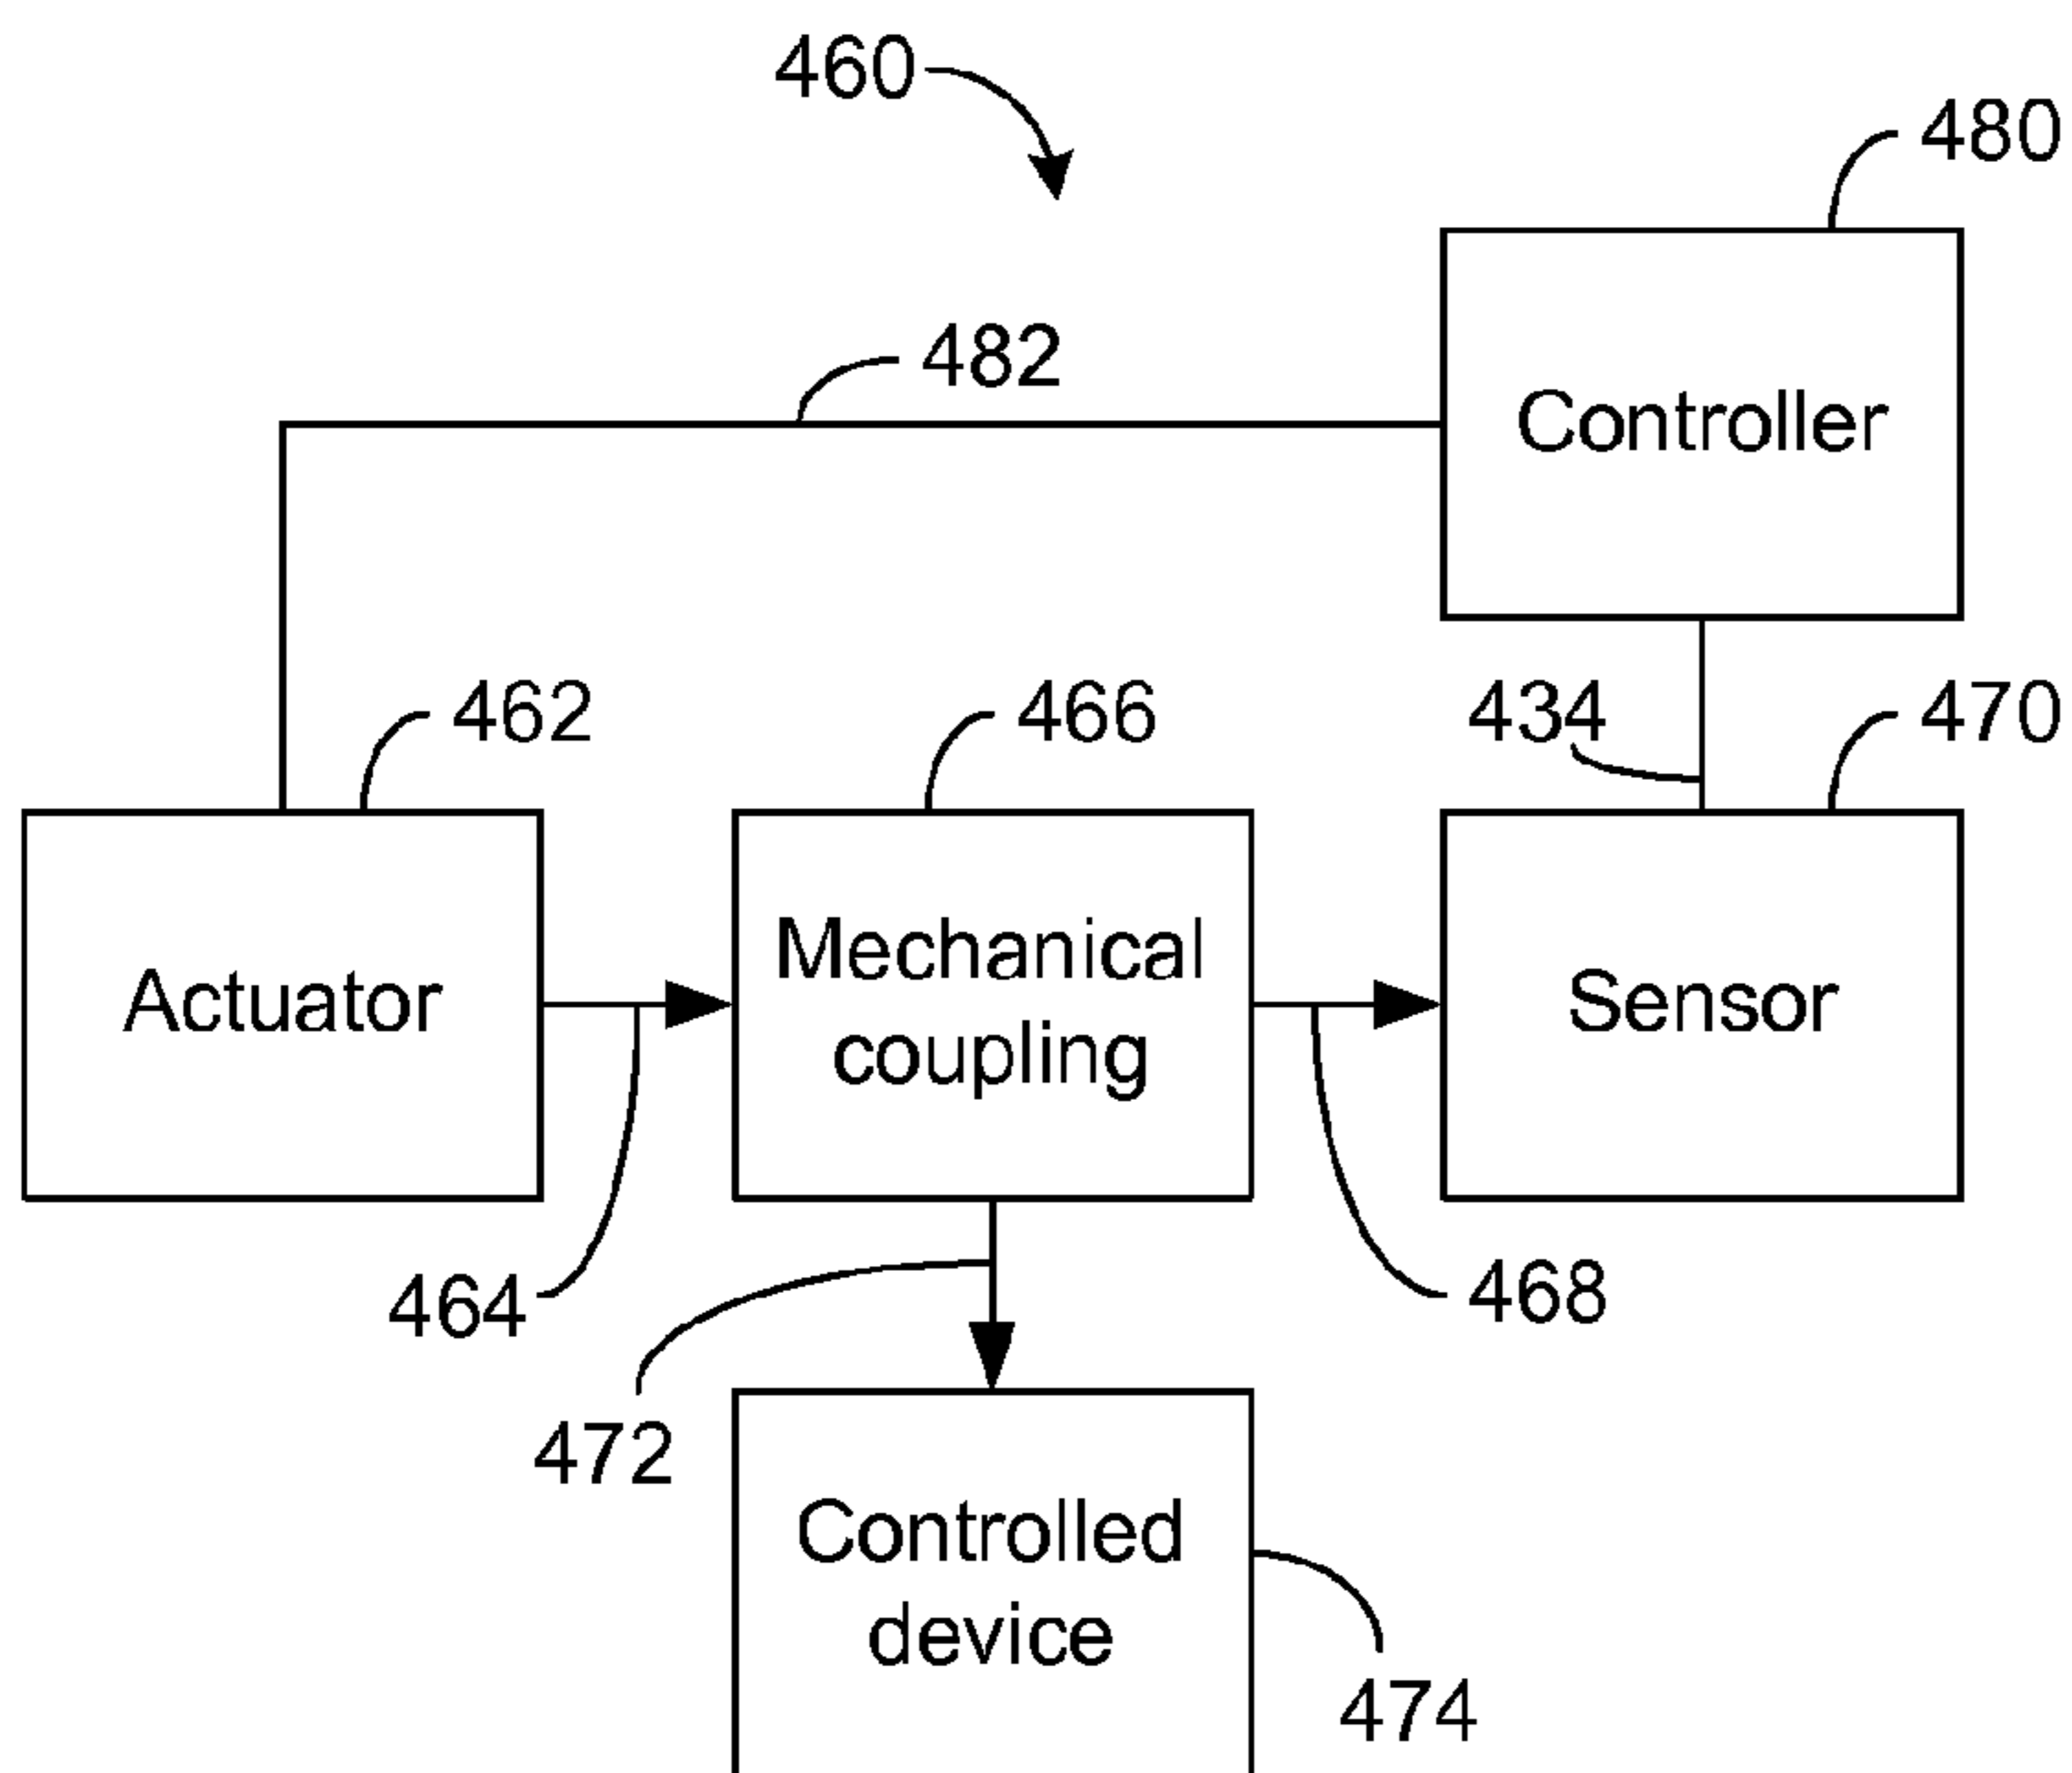 460
480
482
Controller
462
466
434
470
Actuator
Mechanical
coupling
Sensor
464
468
472
Controlled
device
474